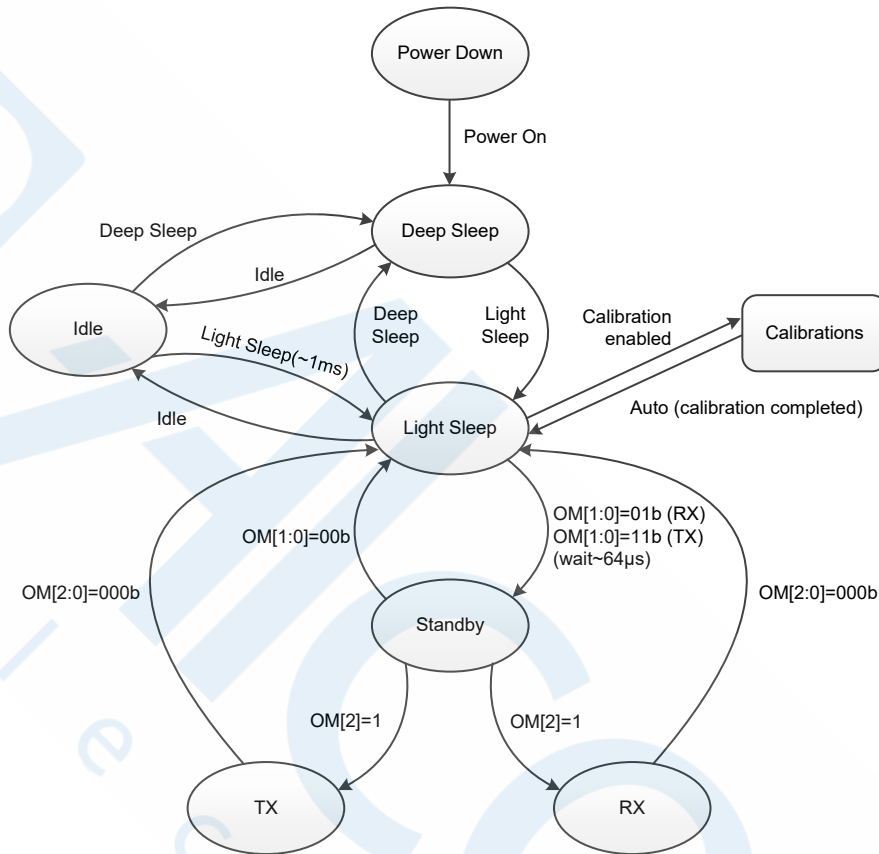 Power Down
Power On
Deep Sleep
Deep Sleep
Idle
Idle
Deep
Sleep
Light
Sleep
Calibration
enabled
Calibrations
Light Sleep(~1ms)
Auto (calibration completed)
Idle
Light Sleep
OM[1:0]=00b
OM[1:0]=01b (RX)
OM[1:0]=11b (TX)
(wait~64µs)
OM[2:0]=000b
OM[2:0]=000b
Standby
OM[2]=1
OM[2]=1
TX
RX